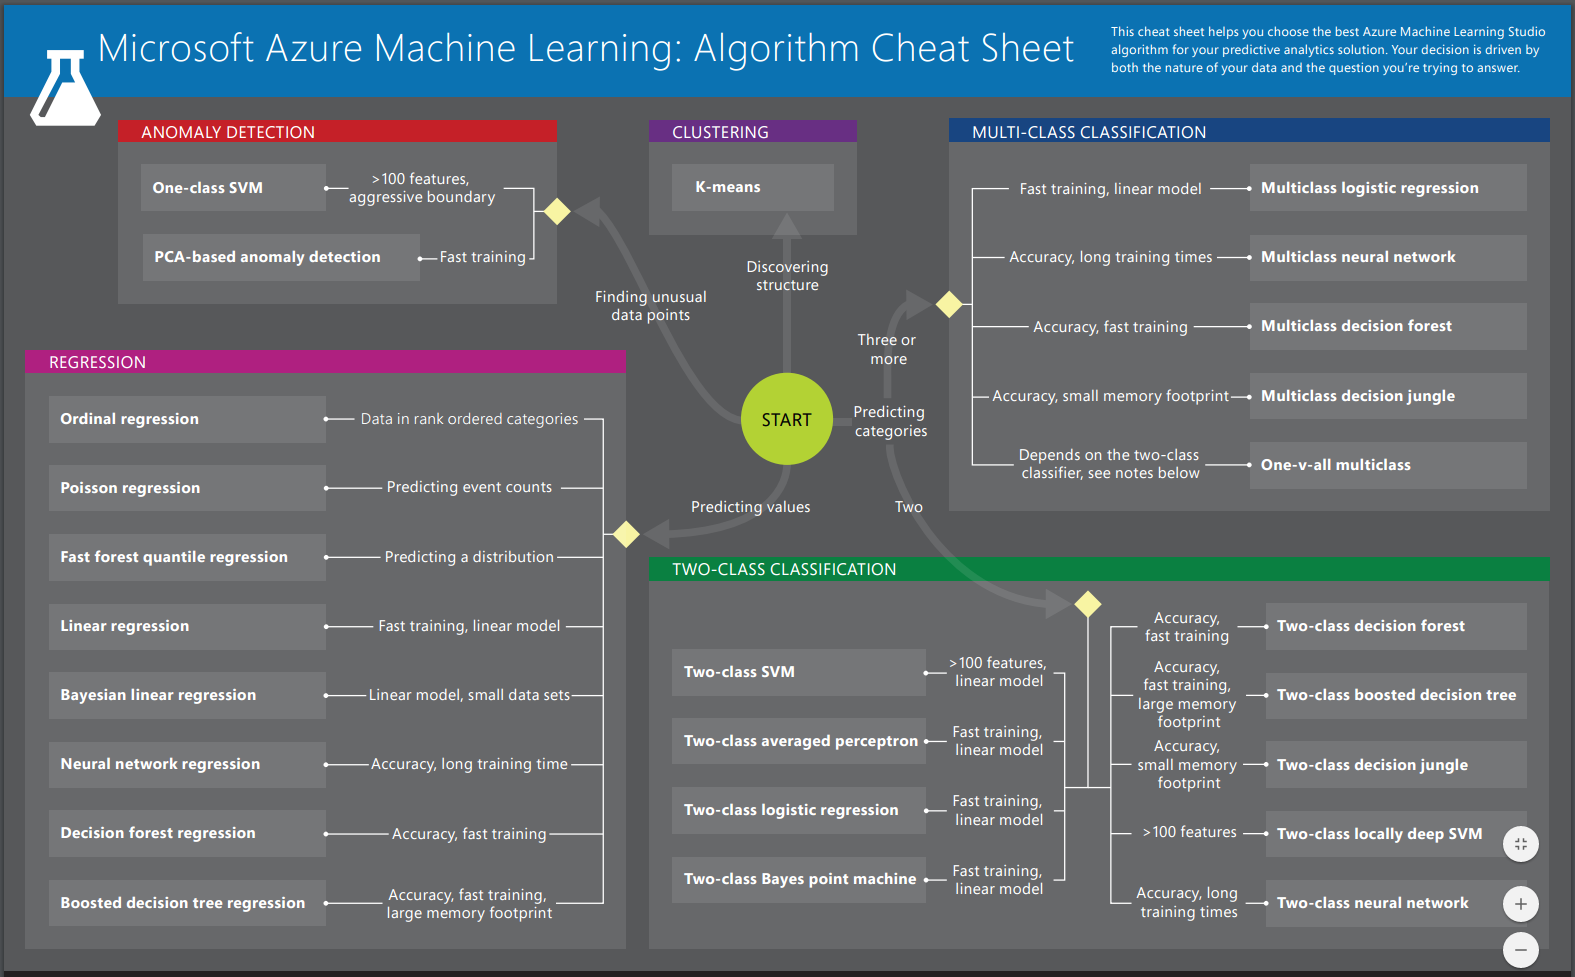 Microsoft Azure Machine Learning: Algorithm Cheat Sheet
This cheat sheet helps you choose the best Azure Machine Learning Studio
algorithm for your predictive analytics solution. Your decision is driven by
both the nature of your data and the question you're trying to answer.
ANOMALY DETECTION
One-class SVM
>100 features,
aggressive boundary
PCA-based anomaly detection
Fast training
CLUSTERING
K-means
MULTI-CLASS CLASSIFICATION
Fast training, linear model
Multiclass logistic regression
Accuracy, long training times
Multiclass neural network
Accuracy, fast training
Multiclass decision forest
Accuracy, small memory footprint
Multiclass decision jungle
Depends on the two-class
classifier, see notes below
One-v-all multiclass
Finding unusual
data points
Discovering
structure
Three or
more
START
Predicting
categories
Predicting values
Two
REGRESSION
Ordinal regression
Data in rank ordered categories
Poisson regression
Predicting event counts
Fast forest quantile regression
Predicting a distribution
Linear regression
Fast training, linear model
Bayesian linear regression
Linear model, small data sets
Neural network regression
Accuracy, long training time
Decision forest regression
Accuracy, fast training
Boosted decision tree regression
Accuracy, fast training,
large memory footprint
TWO-CLASS CLASSIFICATION
Two-class SVM
>100 features,
linear model
Two-class averaged perceptron
Fast training,
linear model
Two-class logistic regression
Fast training,
linear model
Two-class Bayes point machine
Fast training,
linear model
Accuracy,
fast training
Two-class decision forest
Accuracy,
fast training,
large memory
footprint
Two-class boosted decision tree
Accuracy,
small memory
footprint
Two-class decision jungle
>100 features
Two-class locally deep SVM
Accuracy, long
training times
Two-class neural network